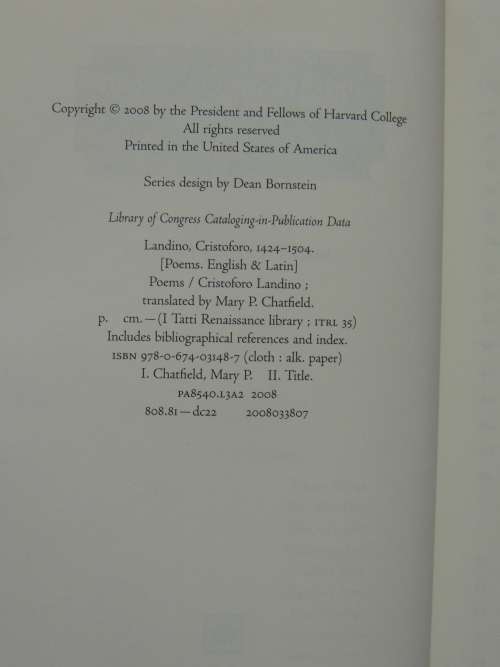 Copyright © 2008 by the President and Fellows of Harvard College
All rights reserved
Printed in the United States of America
Series design by Dean Bornstein
Library of Congress Cataloging-in-Publication Data
Landino, Cristoforo, 1424–1504.
[Poems. English & Latin]
Poems / Cristoforo Landino ;
translated by Mary P. Chatfield.
p. cm. — (I Tatti Renaissance library ; ITRL 35)
Includes bibliographical references and index.
ISBN 978-0-674-03148-7 (cloth : alk. paper)
I. Chatfield, Mary P. II. Title.
PA8540.L3A2 2008
808.81—dc22 2008033807